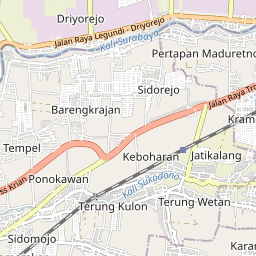 Driyorejo
Jalan Raya Legundi - Driyorejo
Kali Surabaya
Pertapan Maduretno
Sidorejo
Barengkrajan
Jalan Raya Tro
Kram
Tempel
Keboharan
Jatikalang
ss Krian
Ponokawan
Kali Sukodono
Terung Kulon
Terung Wetan
Sidomojo
Karan